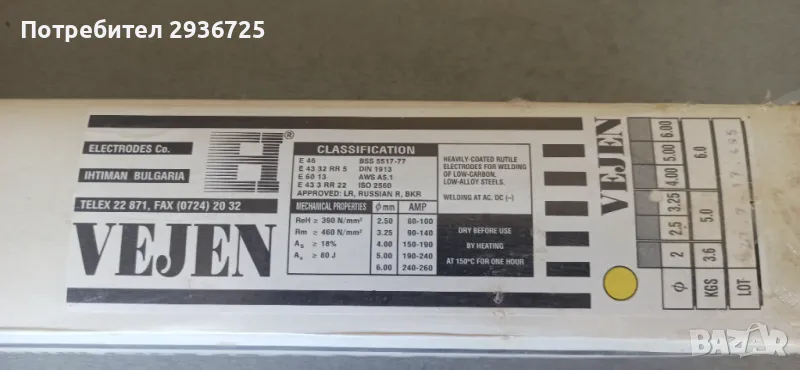 Потребител 2936725
ELECTRODES Co.
IHTIMAN BULGARIA
TELEX 22 871, FAX (0724) 20 32
VEJEN
®
CLASSIFICATION
E 46 BSS 5517-77
E 43 32 RR 5 DIN 1913
E 60 13 AWS A5.1
E 43 3 RR 22 ISO 2560
APPROVED: LR, RUSSIAN R, BKR
MECHANICAL PROPERTIES ϕ mm AMP
ReH ≥ 390 N/mm² 2.50 60-100
Rm ≥ 460 N/mm² 3.25 90-140
A₅ ≥ 18% 4.00 150-190
Aᵥ ≥ 60 J 5.00 190-240
6.00 240-260
HEAVILY-COATED RUTILE
ELECTRODES FOR WELDING
OF LOW-CARBON,
LOW-ALLOY STEELS.
WELDING AT AC, DC (–)
DRY BEFORE USE
BY HEATING
AT 150°C FOR ONE HOUR
VEJEN
ϕ 2 2.5 3.25 4.00 5.00 6.00
KGS 3.6 5.0 6.0
LOT
BAZAR